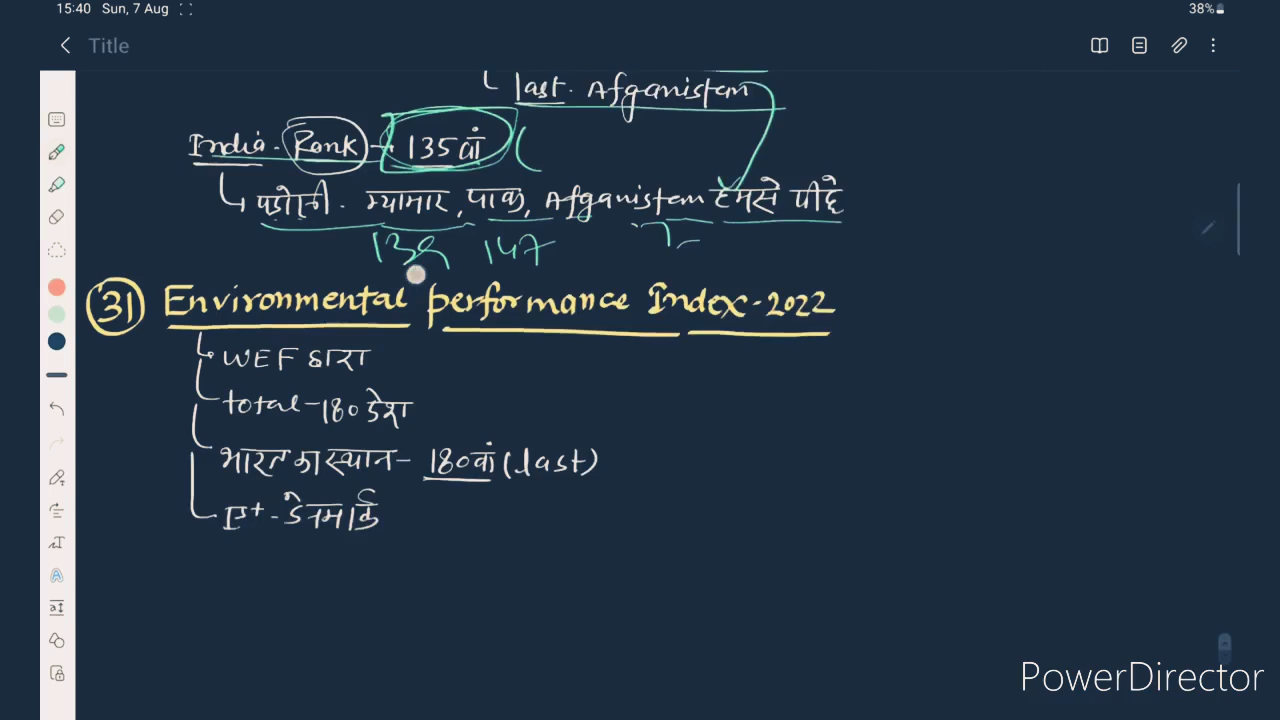 15:40 Sun, 7 Aug
38%
Title
last. Afganistan
India. Rank → 135वां (
पडोसी. म्यामार, पाक, Afganistan हमसे पीछे
139 147
31 Environmental performance Index-2022
WEF द्वारा
total-180 देश
भारत का स्थान- 180वां (last)
डेनमार्क
PowerDirector